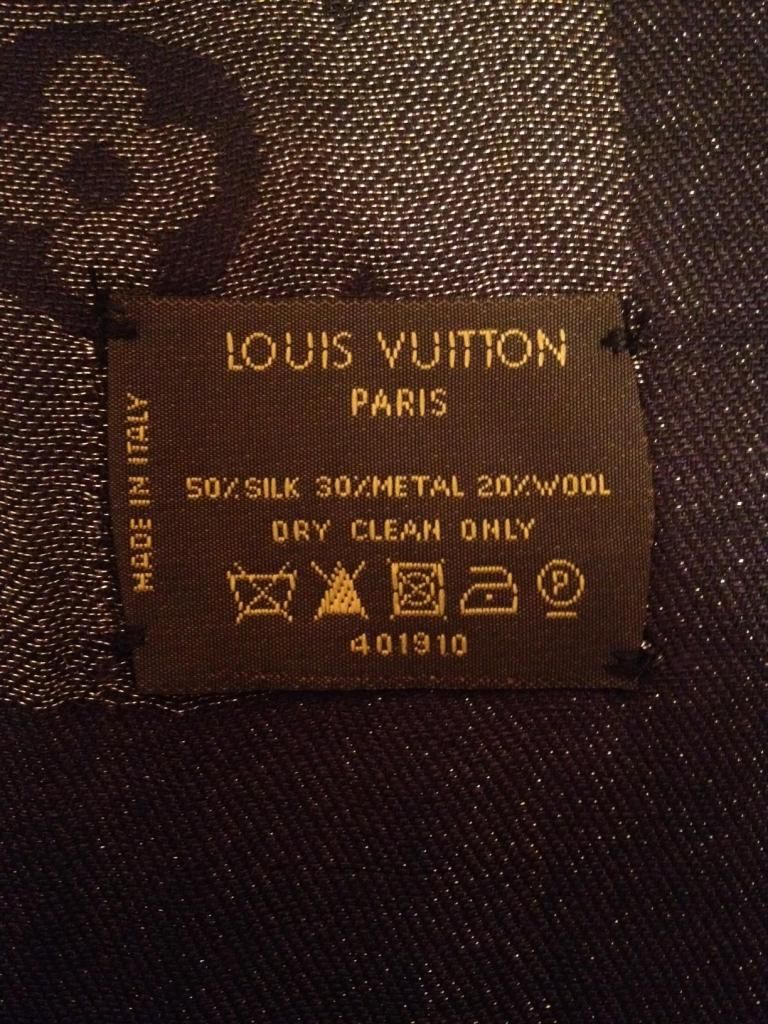 LOUIS VUITTON
PARIS
MADE IN ITALY
50% SILK 30% METAL 20% WOOL
DRY CLEAN ONLY
P
401910